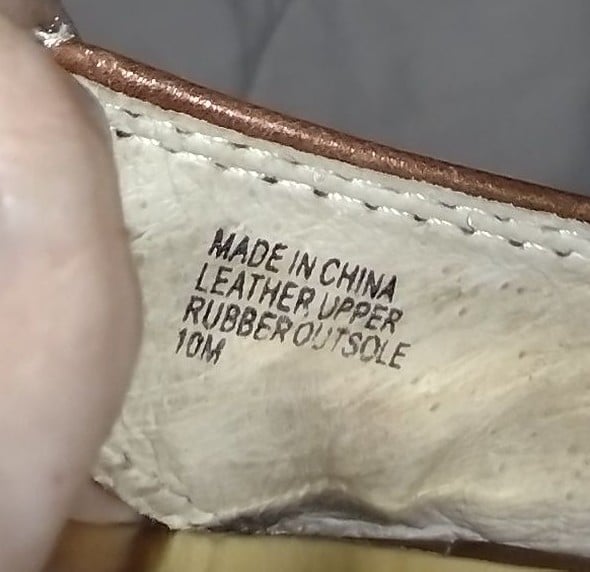 MADE IN CHINA
LEATHER UPPER
RUBBER OUTSOLE
10M